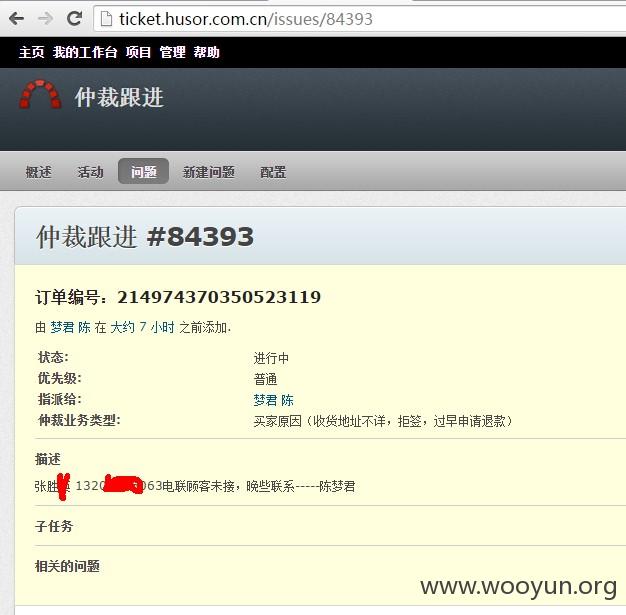 ticket.husor.com.cn/issues/84393
主页 我的工作台 项目 管理 帮助
仲裁跟进
概述 活动 问题 新建问题 配置
仲裁跟进 #84393
订单编号：214974370350523119
由 梦君 陈 在 大约 7 小时 之前添加.
状态: 进行中
优先级: 普通
指派给: 梦君 陈
仲裁业务类型: 买家原因（收货地址不详，拒签，过早申请退款）
描述
张胜 1320 063电联顾客未接，晚些联系-----陈梦君
子任务
相关的问题
www.wooyun.org